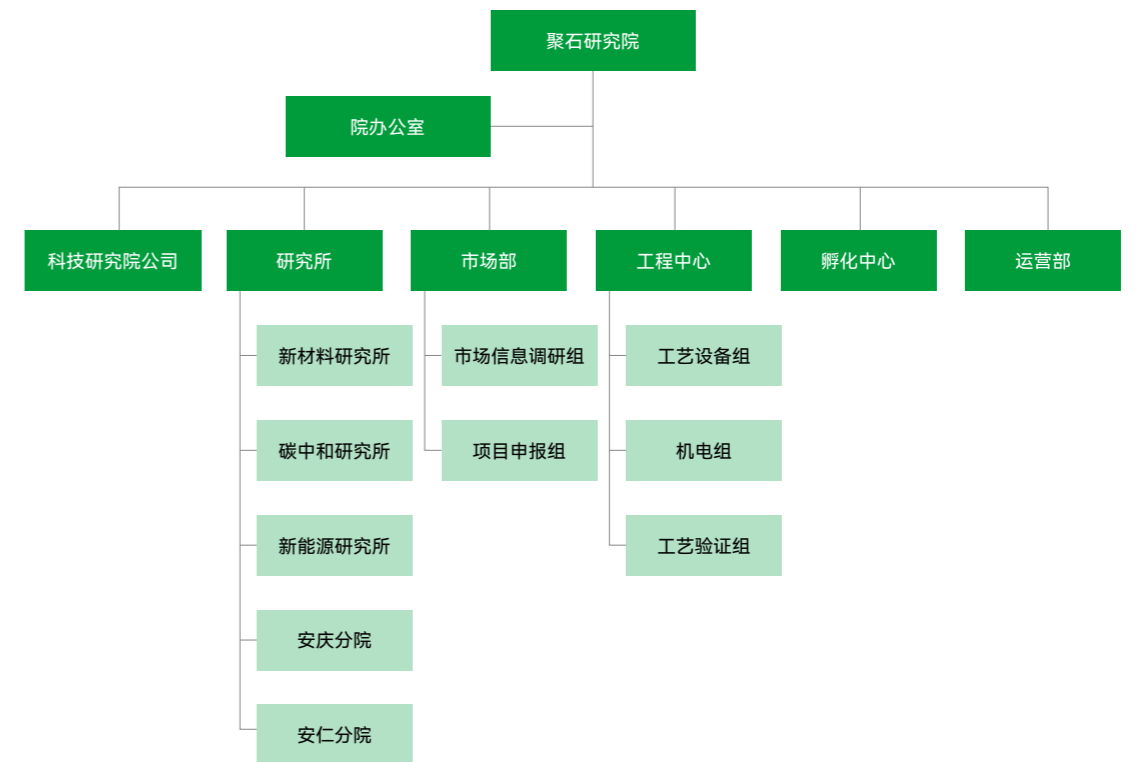 聚石研究院
院办公室
科技研究院公司
研究所
市场部
工程中心
孵化中心
运营部
新材料研究所
市场信息调研组
工艺设备组
碳中和研究所
项目申报组
机电组
新能源研究所
工艺验证组
安庆分院
安仁分院